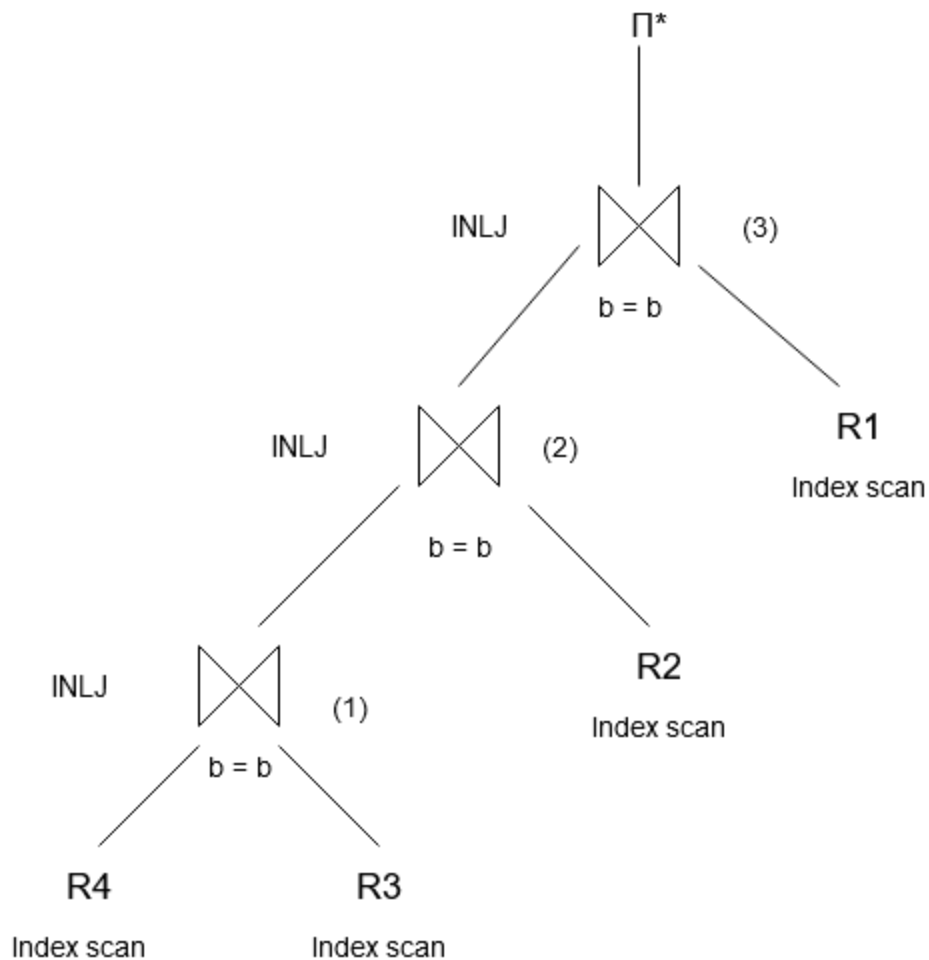 Π*
INLJ
(3)
b = b
R1
INLJ
(2)
Index scan
b = b
R2
INLJ
(1)
Index scan
b = b
R4
R3
Index scan
Index scan